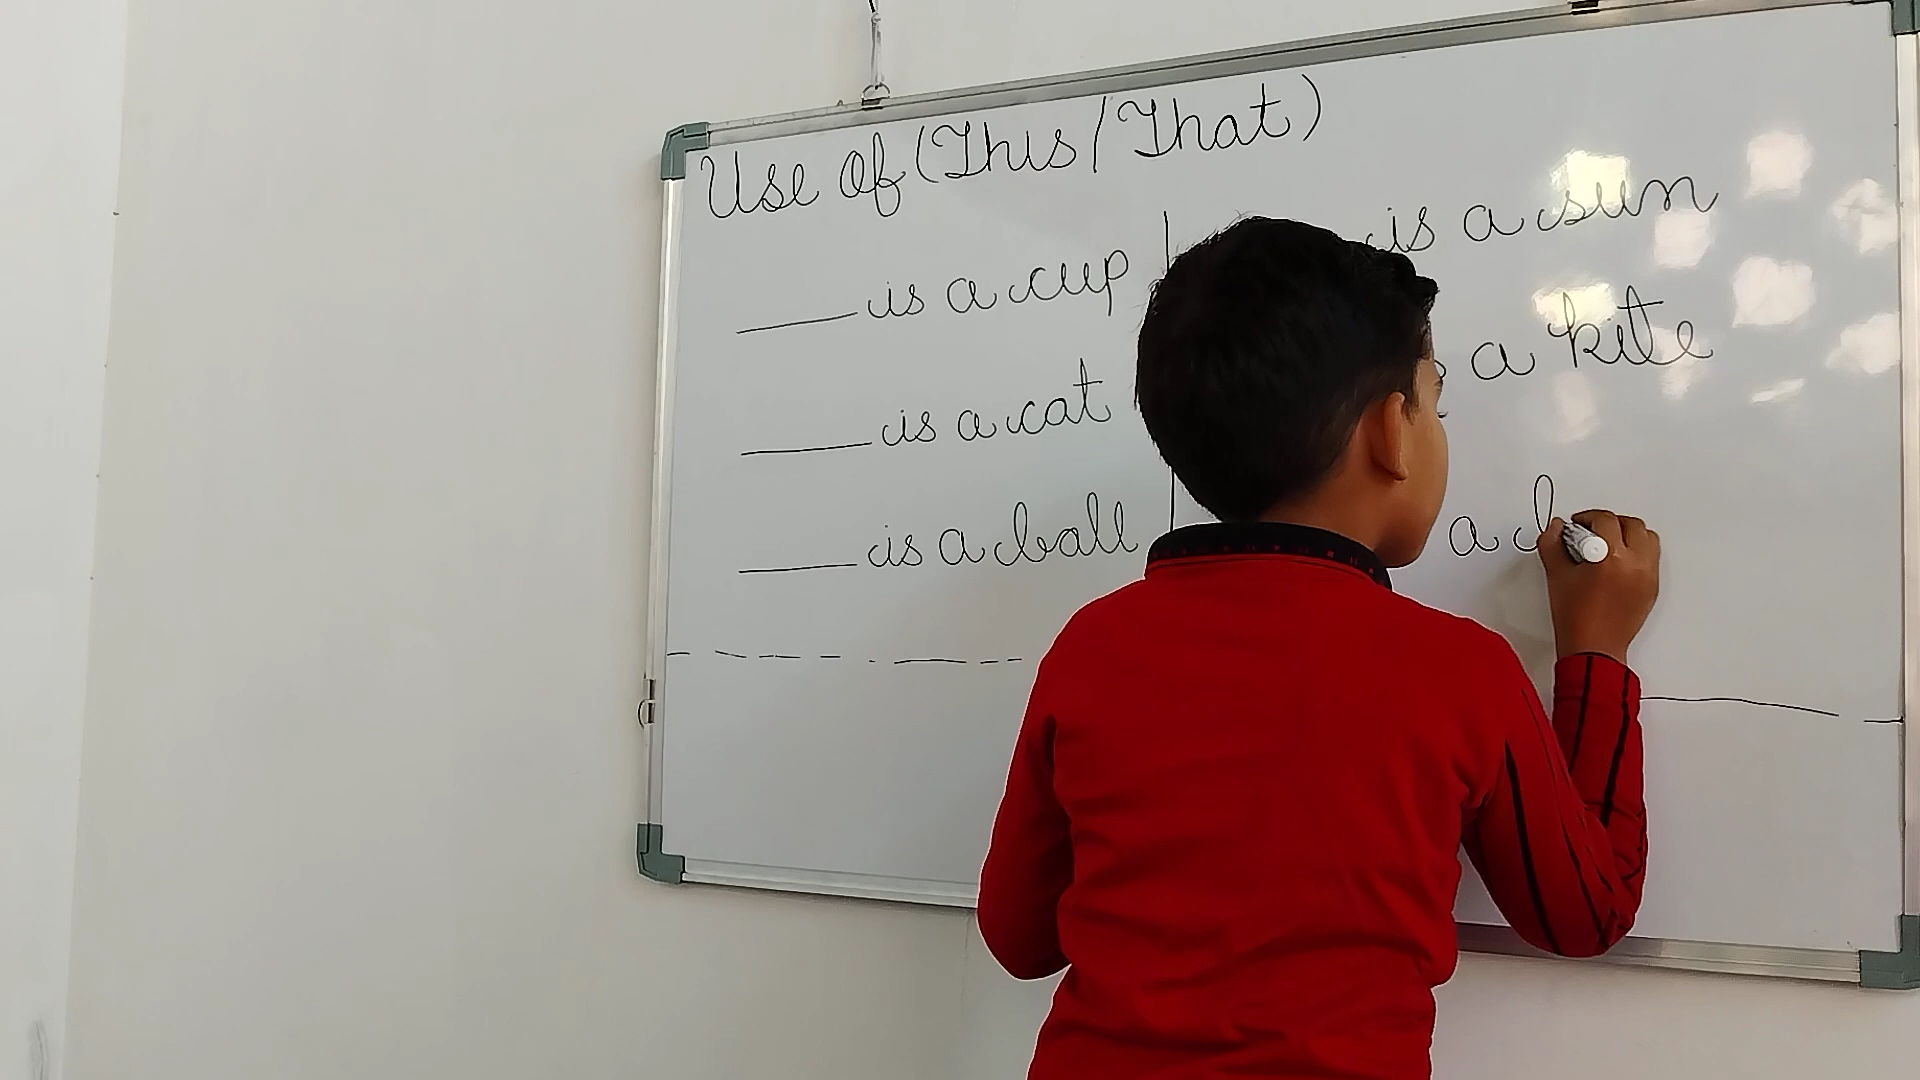 Use of (This/That)
____ is a cup
____ is a cat
____ is a ball
is a sun
a kite
a